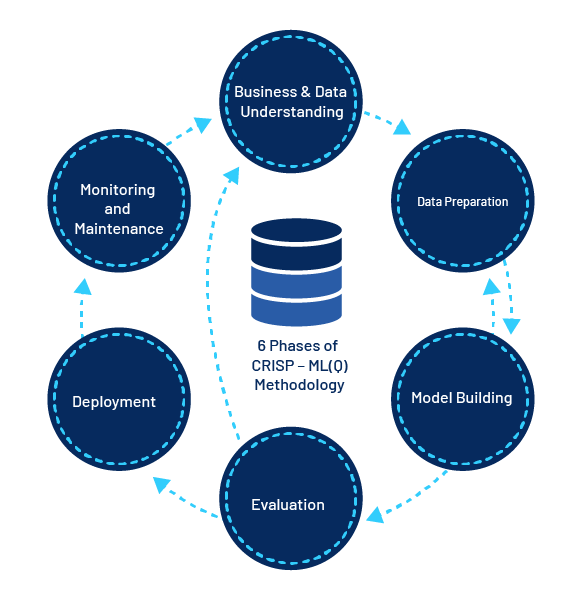 Business & Data
Understanding
Monitoring
and
Maintenance
Data Preparation
6 Phases of
CRISP – ML(Q)
Methodology
Deployment
Model Building
Evaluation